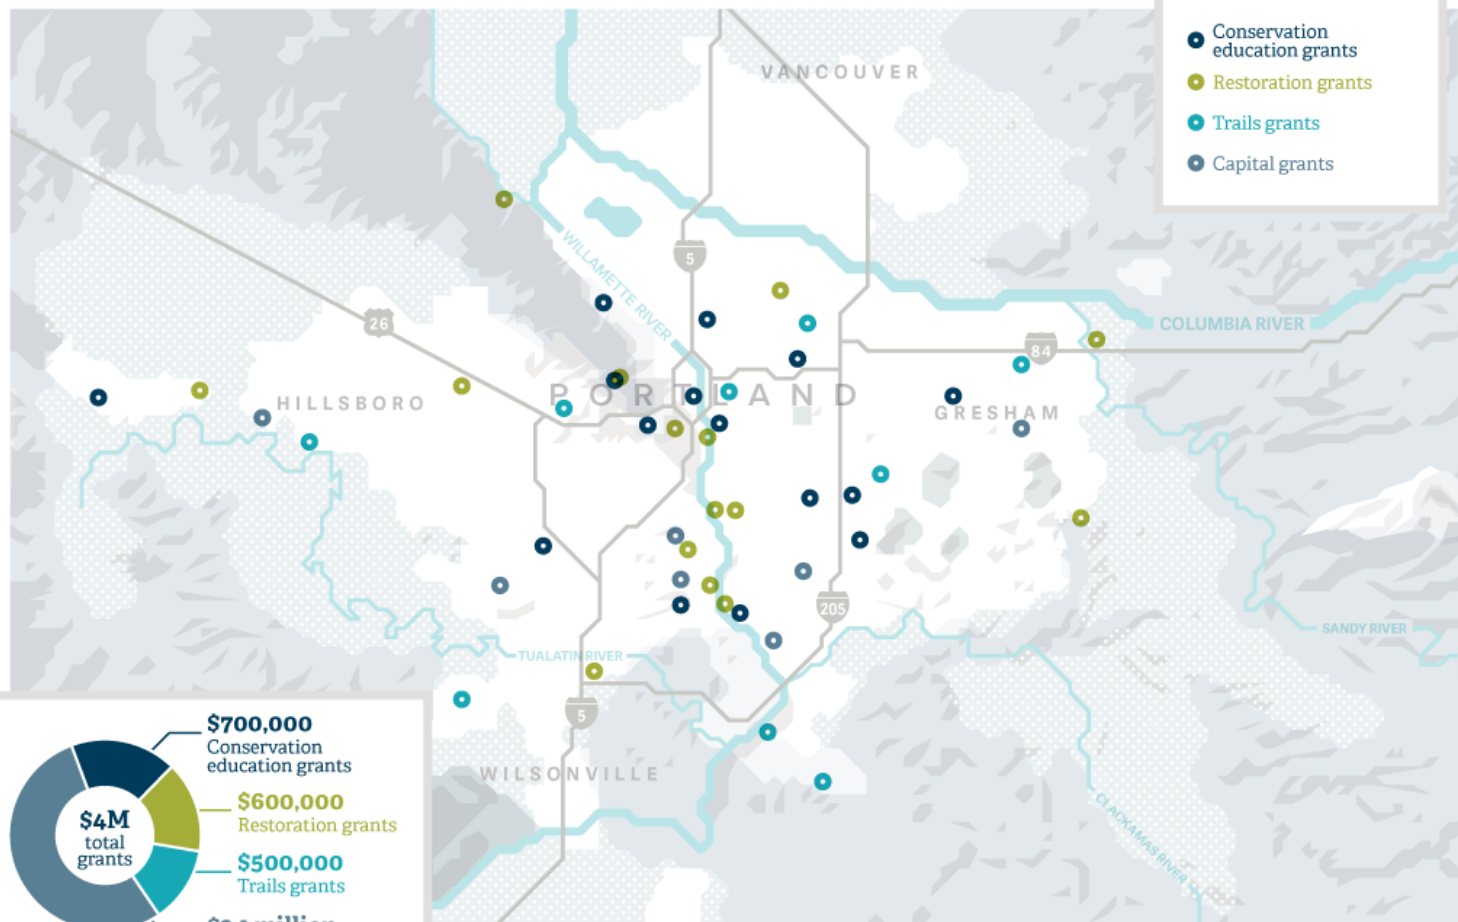 Conservation
education grants
Restoration grants
Trails grants
Capital grants
VANCOUVER
WILLAMETTE RIVER
5
26
COLUMBIA RIVER
84
PORTLAND
HILLSBORO
GRESHAM
205
SANDY RIVER
TUALATIN RIVER
5
WILSONVILLE
CLACKAMAS RIVER
$700,000
Conservation
education grants
$600,000
Restoration grants
$4M
total
grants
$500,000
Trails grants
million